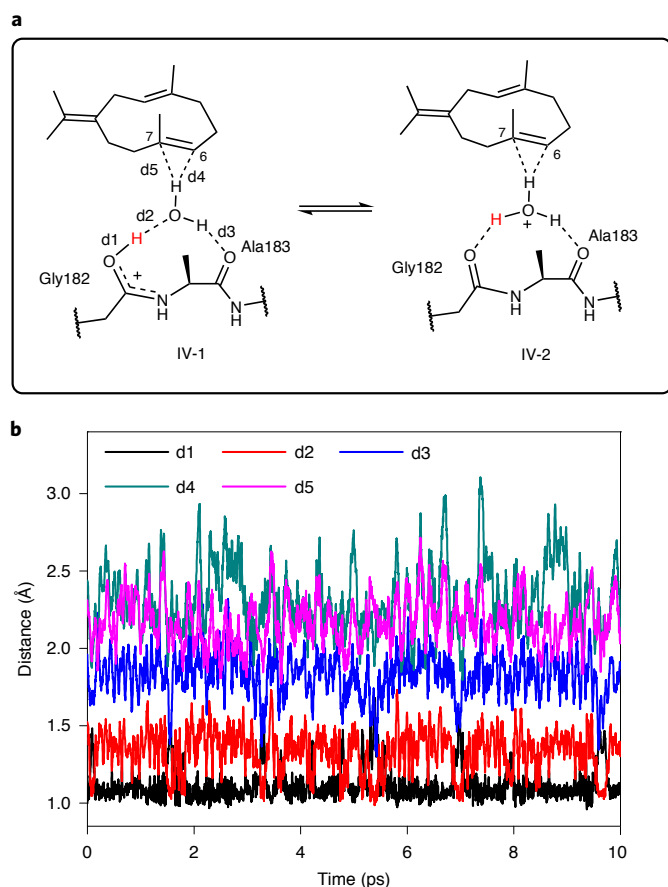 a
7
6
d5
d4
H
d2
O
H
d3
d1
H
O
O
Ala183
Gly182
+
N
H
N
H
IV-1
7
6
H
H
O
H
+
O
O
Ala183
Gly182
N
H
N
H
IV-2
b
d1 d2 d3
d4 d5
3.0
2.5
2.0
1.5
1.0
Distance (Å)
0 2 4 6 8 10
Time (ps)